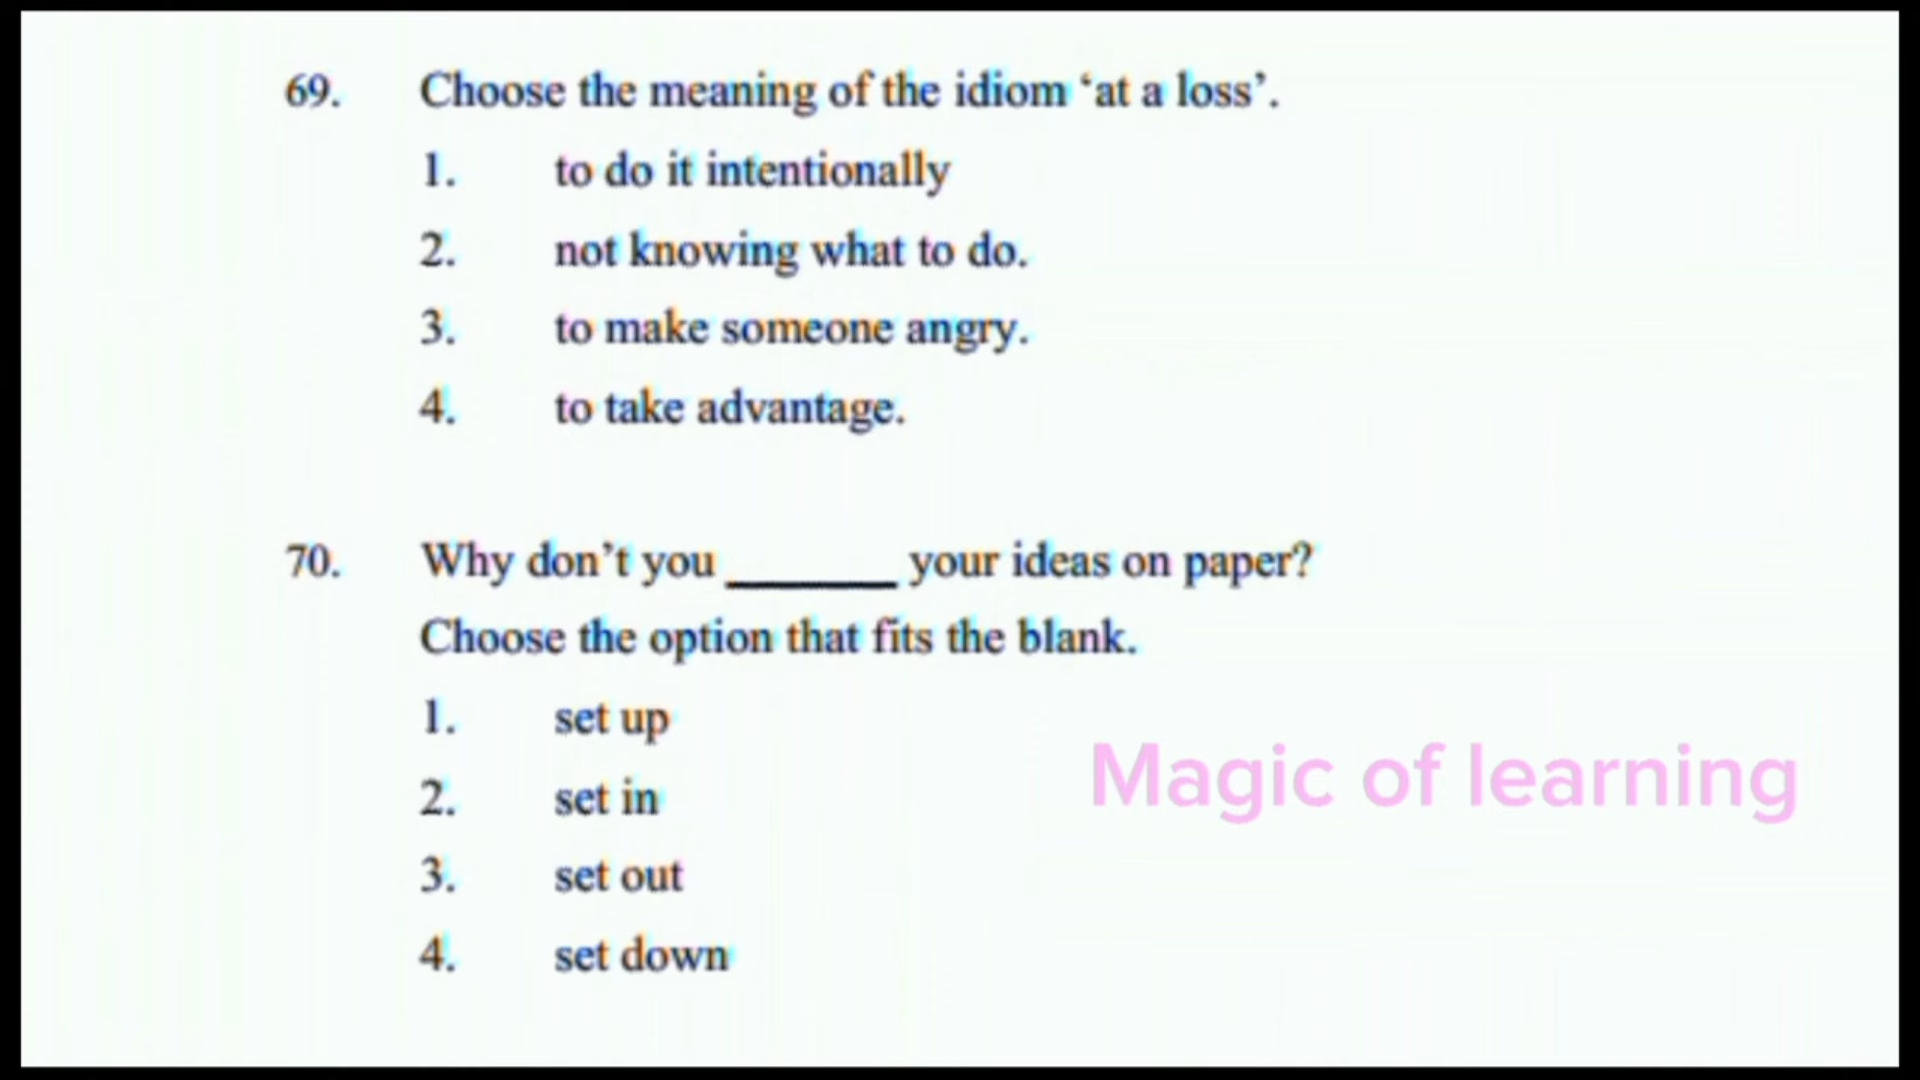 69. Choose the meaning of the idiom ‘at a loss’.
1. to do it intentionally
2. not knowing what to do.
3. to make someone angry.
4. to take advantage.
70. Why don’t you ______ your ideas on paper?
Choose the option that fits the blank.
1. set up
2. set in
3. set out
4. set down
Magic of learning